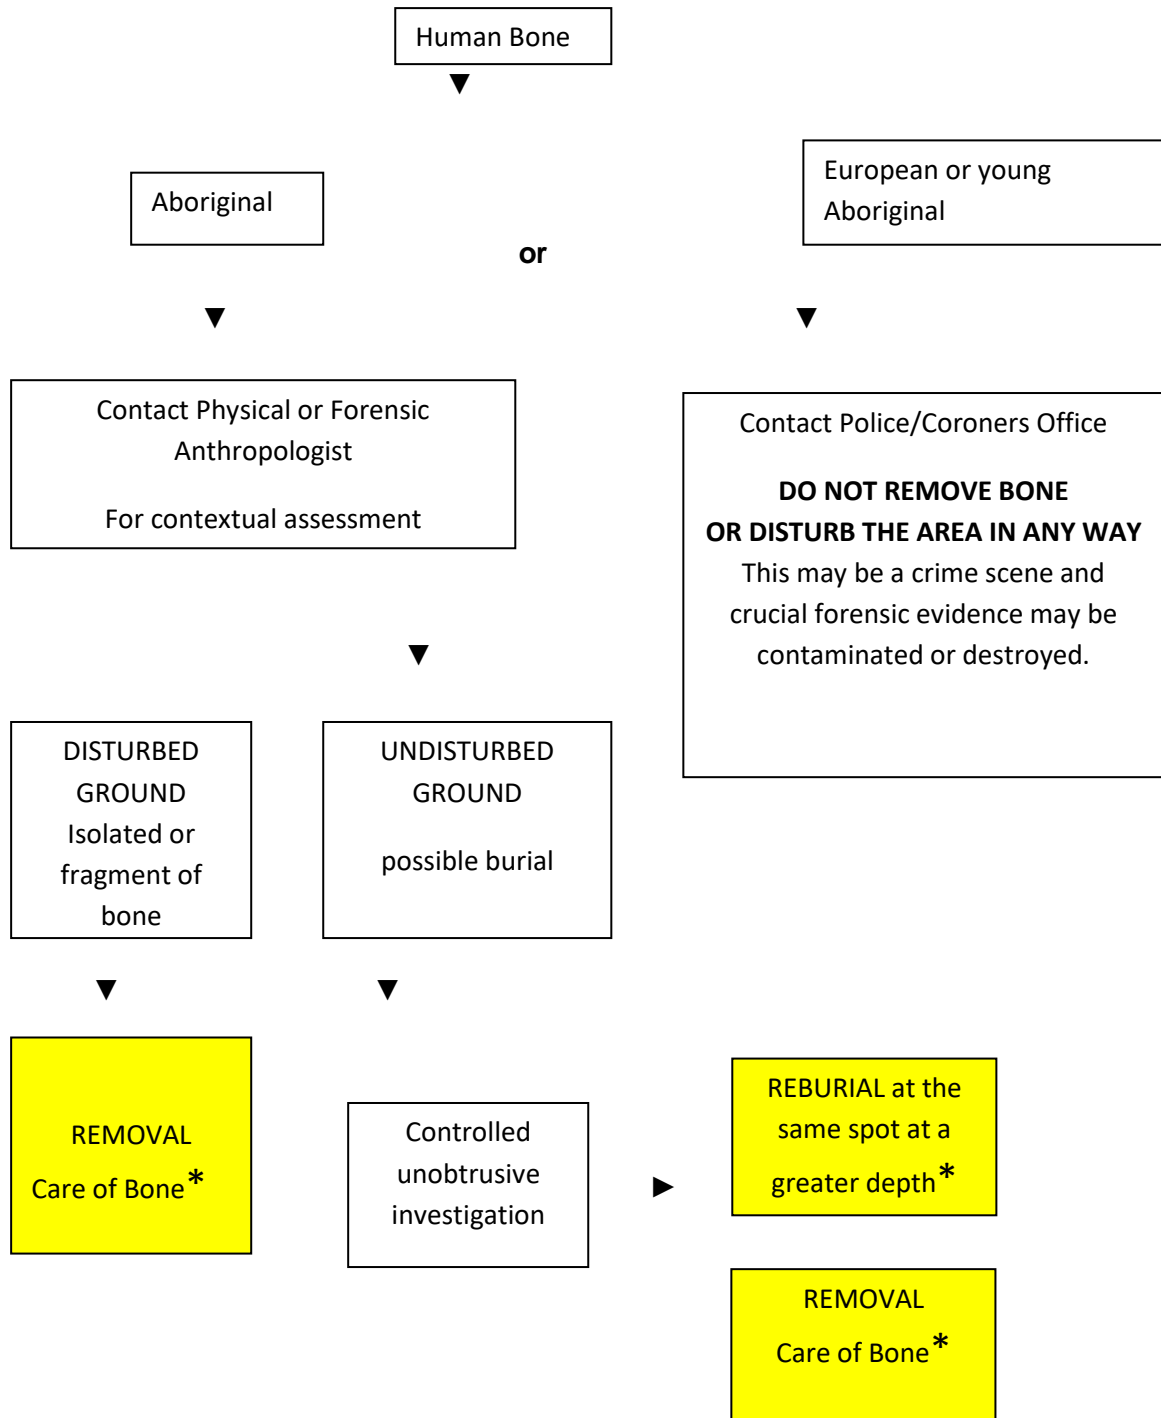 Human Bone
Aboriginal
or
European or young
Aboriginal
Contact Physical or Forensic
Anthropologist
For contextual assessment
Contact Police/Coroners Office
DO NOT REMOVE BONE
OR DISTURB THE AREA IN ANY WAY
This may be a crime scene and
crucial forensic evidence may be
contaminated or destroyed.
DISTURBED
GROUND
Isolated or
fragment of
bone
UNDISTURBED
GROUND
possible burial
REMOVAL
Care of Bone*
Controlled
unobtrusive
investigation
REBURIAL at the
same spot at a
greater depth*
REMOVAL
Care of Bone*